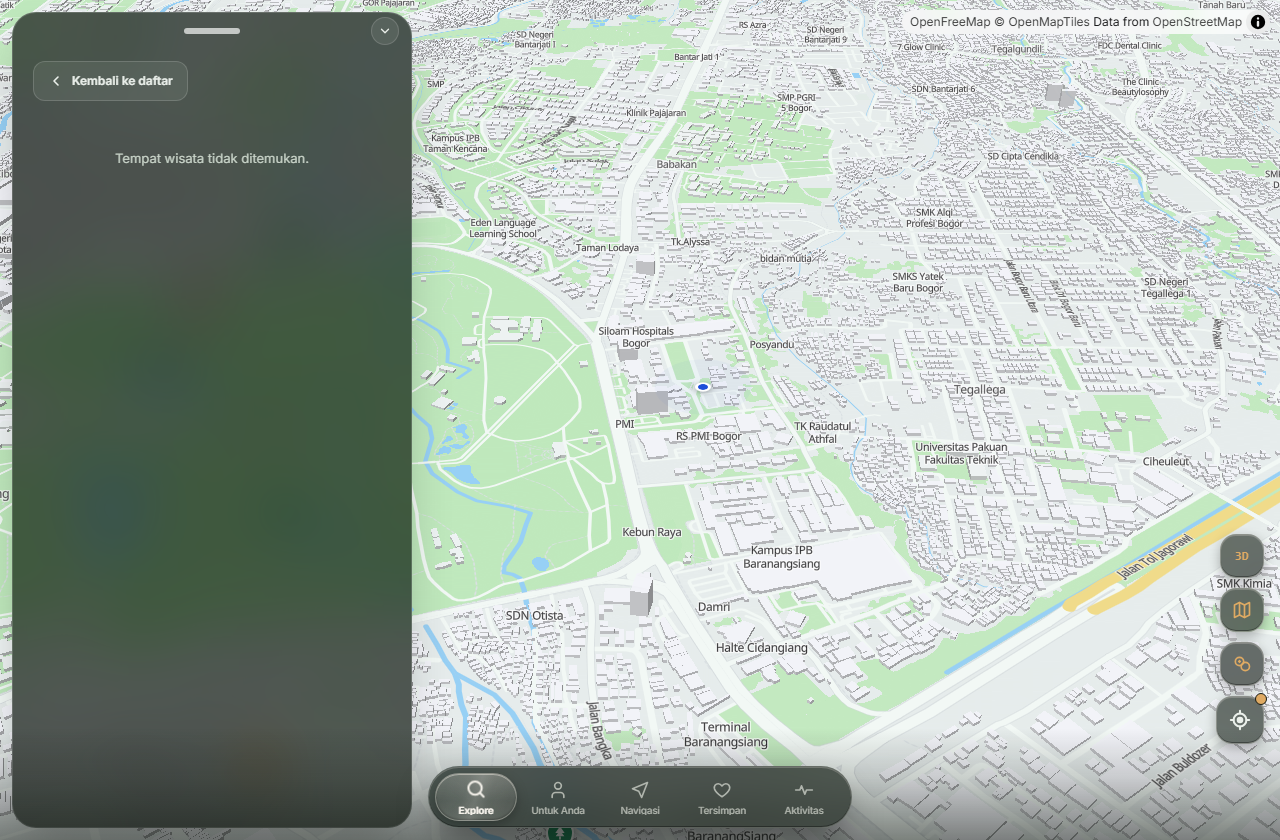 GOR Pajajaran
SD Negeri
Bantarjati I
RS Azra
SD Negeri
Bantarjati 9
OpenFreeMap © OpenMapTiles Data from OpenStreetMap
Tanah Baru
7 Glow Clinic
Tegalgundil
FDC Dental Clinic
Bantar Jati 1
Kembali ke daftar
SMP
SMP PGRI
5 Bogor
SDN Bantarjati 6
The Clinic
Beautylosophy
Klinik Pajajaran
Kampus IPB
Taman Kencana
Tempat wisata tidak ditemukan.
Babakan
SD Cipta Cendikia
Eden Language
Learning School
SMK Alqi
Profesi Bogor
Taman Lodaya
Tk.Alyssa
bidan mutia
SMKS Yatek
Baru Bogor
SD Negeri
Tegallega 1
Siloam Hospitals
Bogor
Posyandu
Tegallega
PMI
RS PMI Bogor
TK Raudatul
Athfal
Universitas Pakuan
Fakultas Teknik
Ciheuleut
Kebun Raya
Kampus IPB
Baranangsiang
Jalan Tol Jagorawi
3D
SMK Kimia
SDN Otista
Damri
Halte Cidangiang
Jalan Bangka
Terminal
Baranangsiang
Jalan Buldozer
Explore
Untuk Anda
Navigasi
Tersimpan
Aktivitas
BaranangSiang